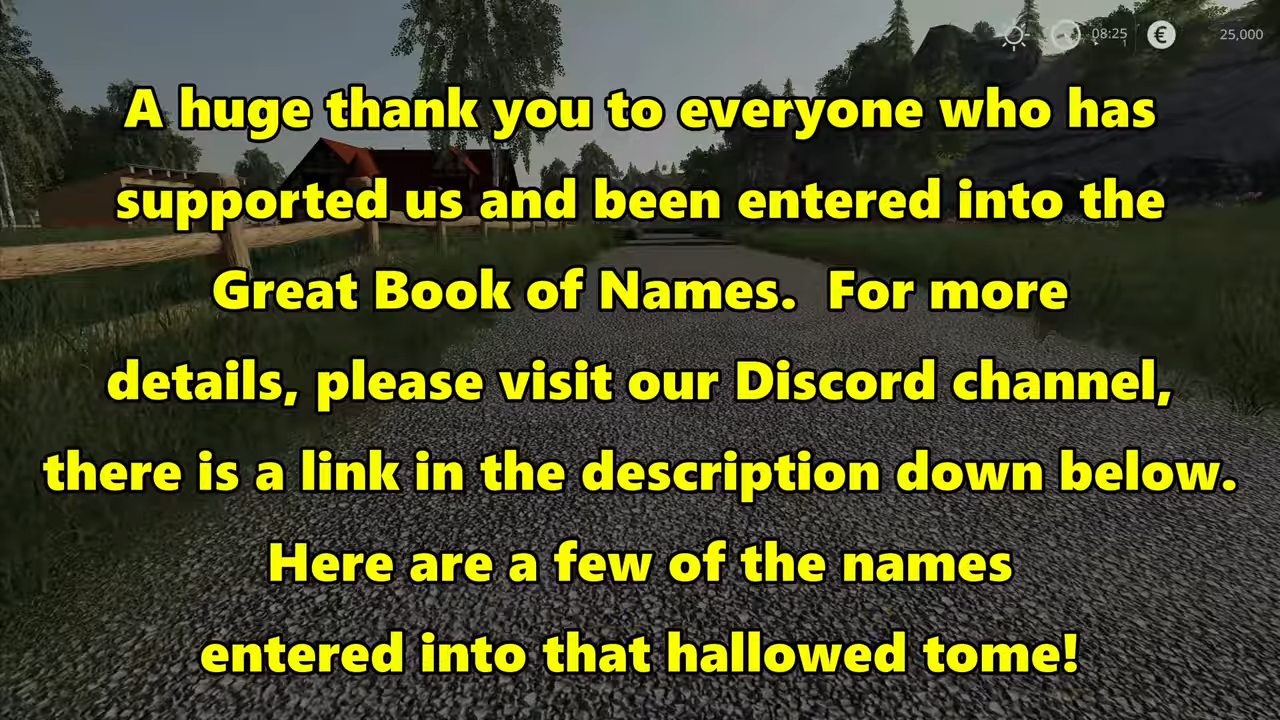 08:25
1
€
25,000
A huge thank you to everyone who has
supported us and been entered into the
Great Book of Names.  For more
details, please visit our Discord channel,
there is a link in the description down below.
Here are a few of the names
entered into that hallowed tome!